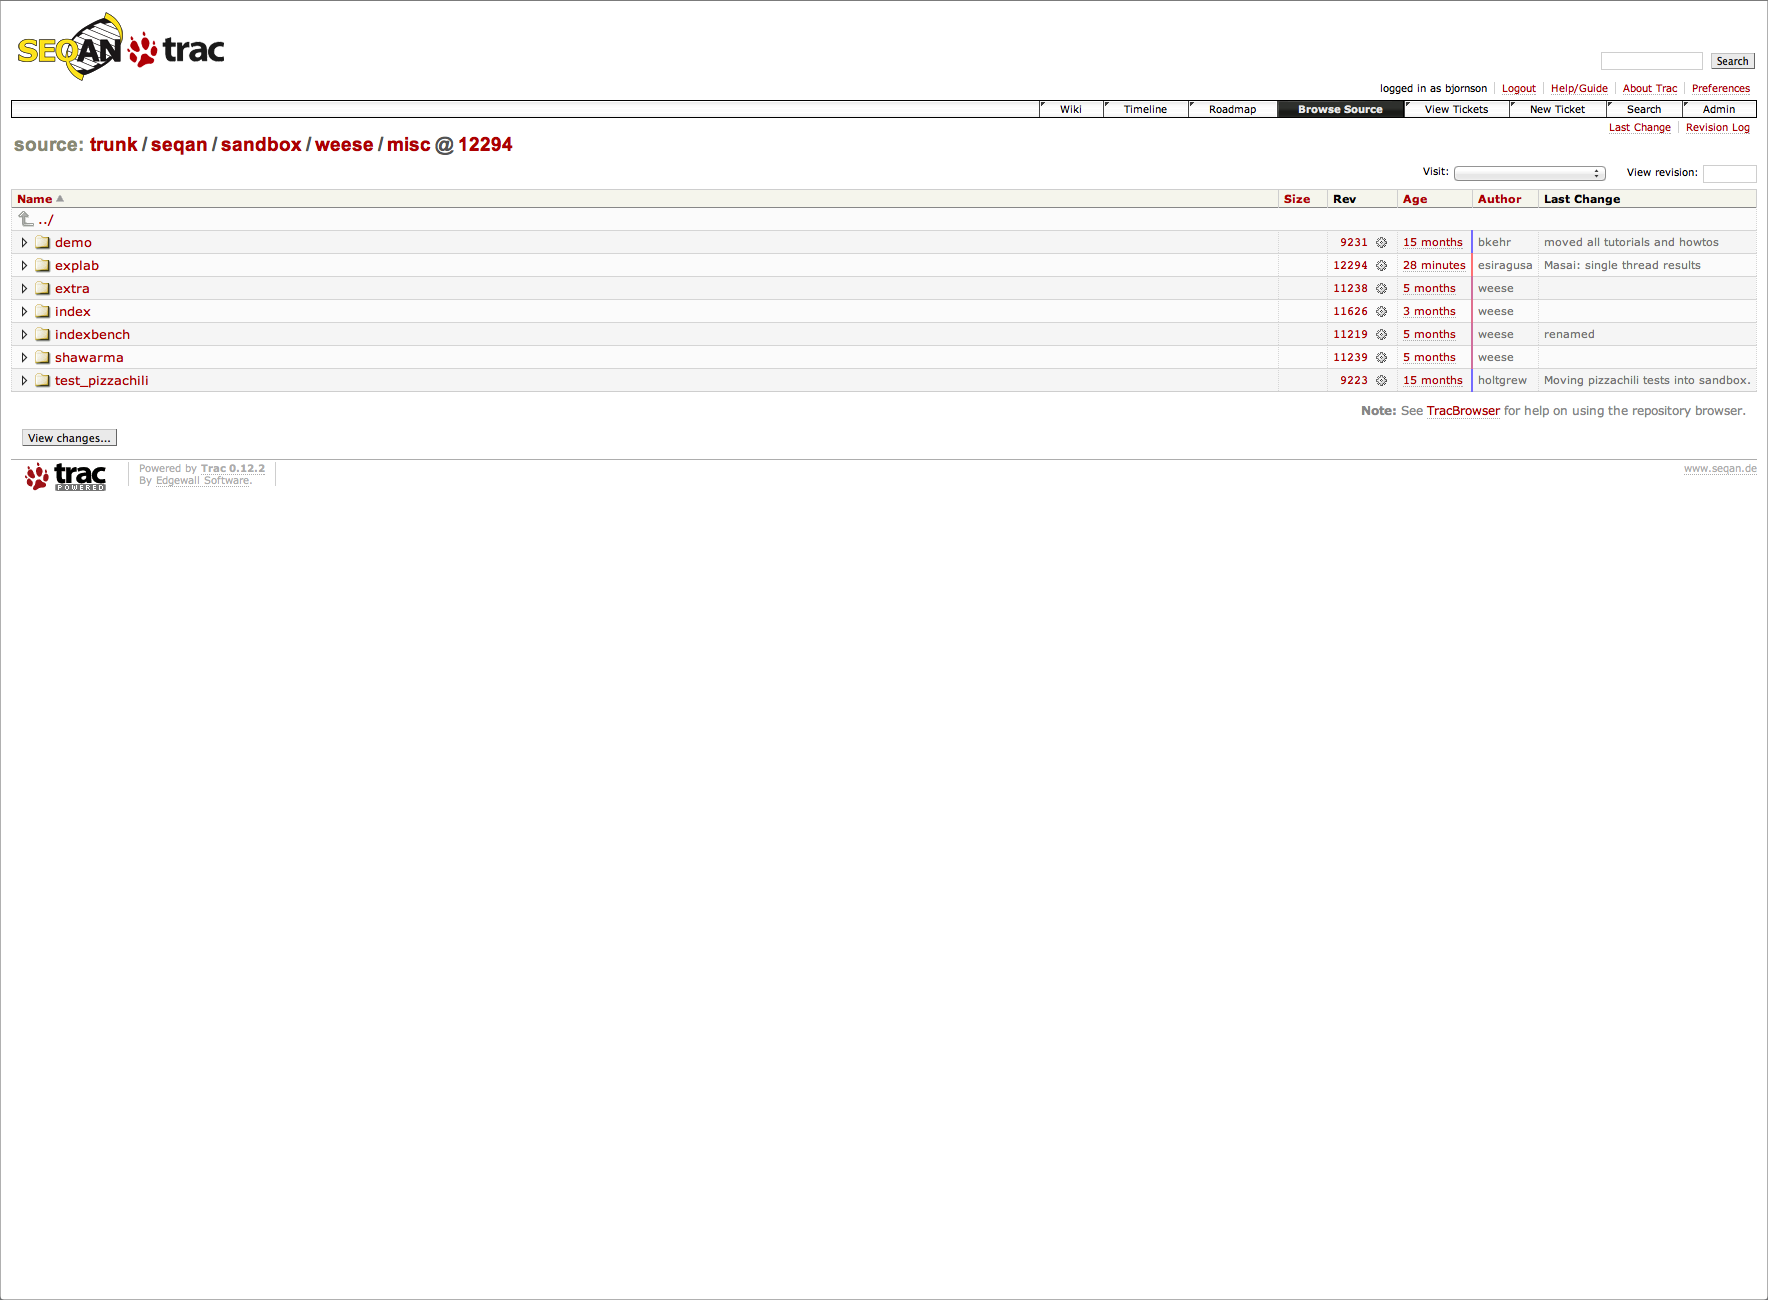 SEQAN trac
Search
logged in as bjornson Logout Help/Guide About Trac Preferences
Wiki Timeline Roadmap Browse Source View Tickets New Ticket Search Admin
Last Change Revision Log
source: trunk / seqan / sandbox / weese / misc @ 12294
Visit: View revision:
Name Size Rev Age Author Last Change
../
demo 9231 15 months bkehr moved all tutorials and howtos
explab 12294 28 minutes esiragusa Masai: single thread results
extra 11238 5 months weese
index 11626 3 months weese
indexbench 11219 5 months weese renamed
shawarma 11239 5 months weese
test_pizzachili 9223 15 months holtgrew Moving pizzachili tests into sandbox.
Note: See TracBrowser for help on using the repository browser.
View changes...
trac POWERED
Powered by Trac 0.12.2
By Edgewall Software.
www.seqan.de